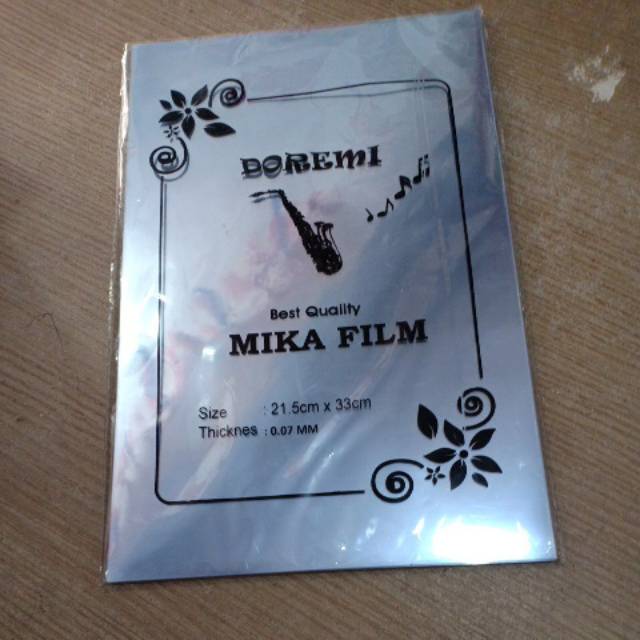 DOREMI
Best Quality
MIKA FILM
Size : 21.5cm x 33cm
Thicknes : 0.07 MM